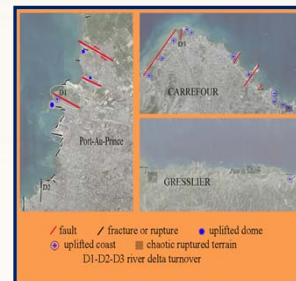 D1
Port-Au-Prince
D2
D3
CARREFOUR
GRESSLIER
fault
fracture or rupture
uplifted dome
uplifted coast
chaotic ruptured terrain
D1-D2-D3 river delta turnover